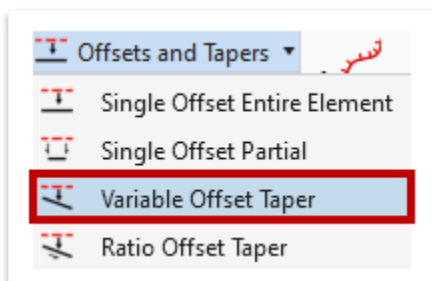 Offsets and Tapers
Single Offset Entire Element
Single Offset Partial
Variable Offset Taper
Ratio Offset Taper